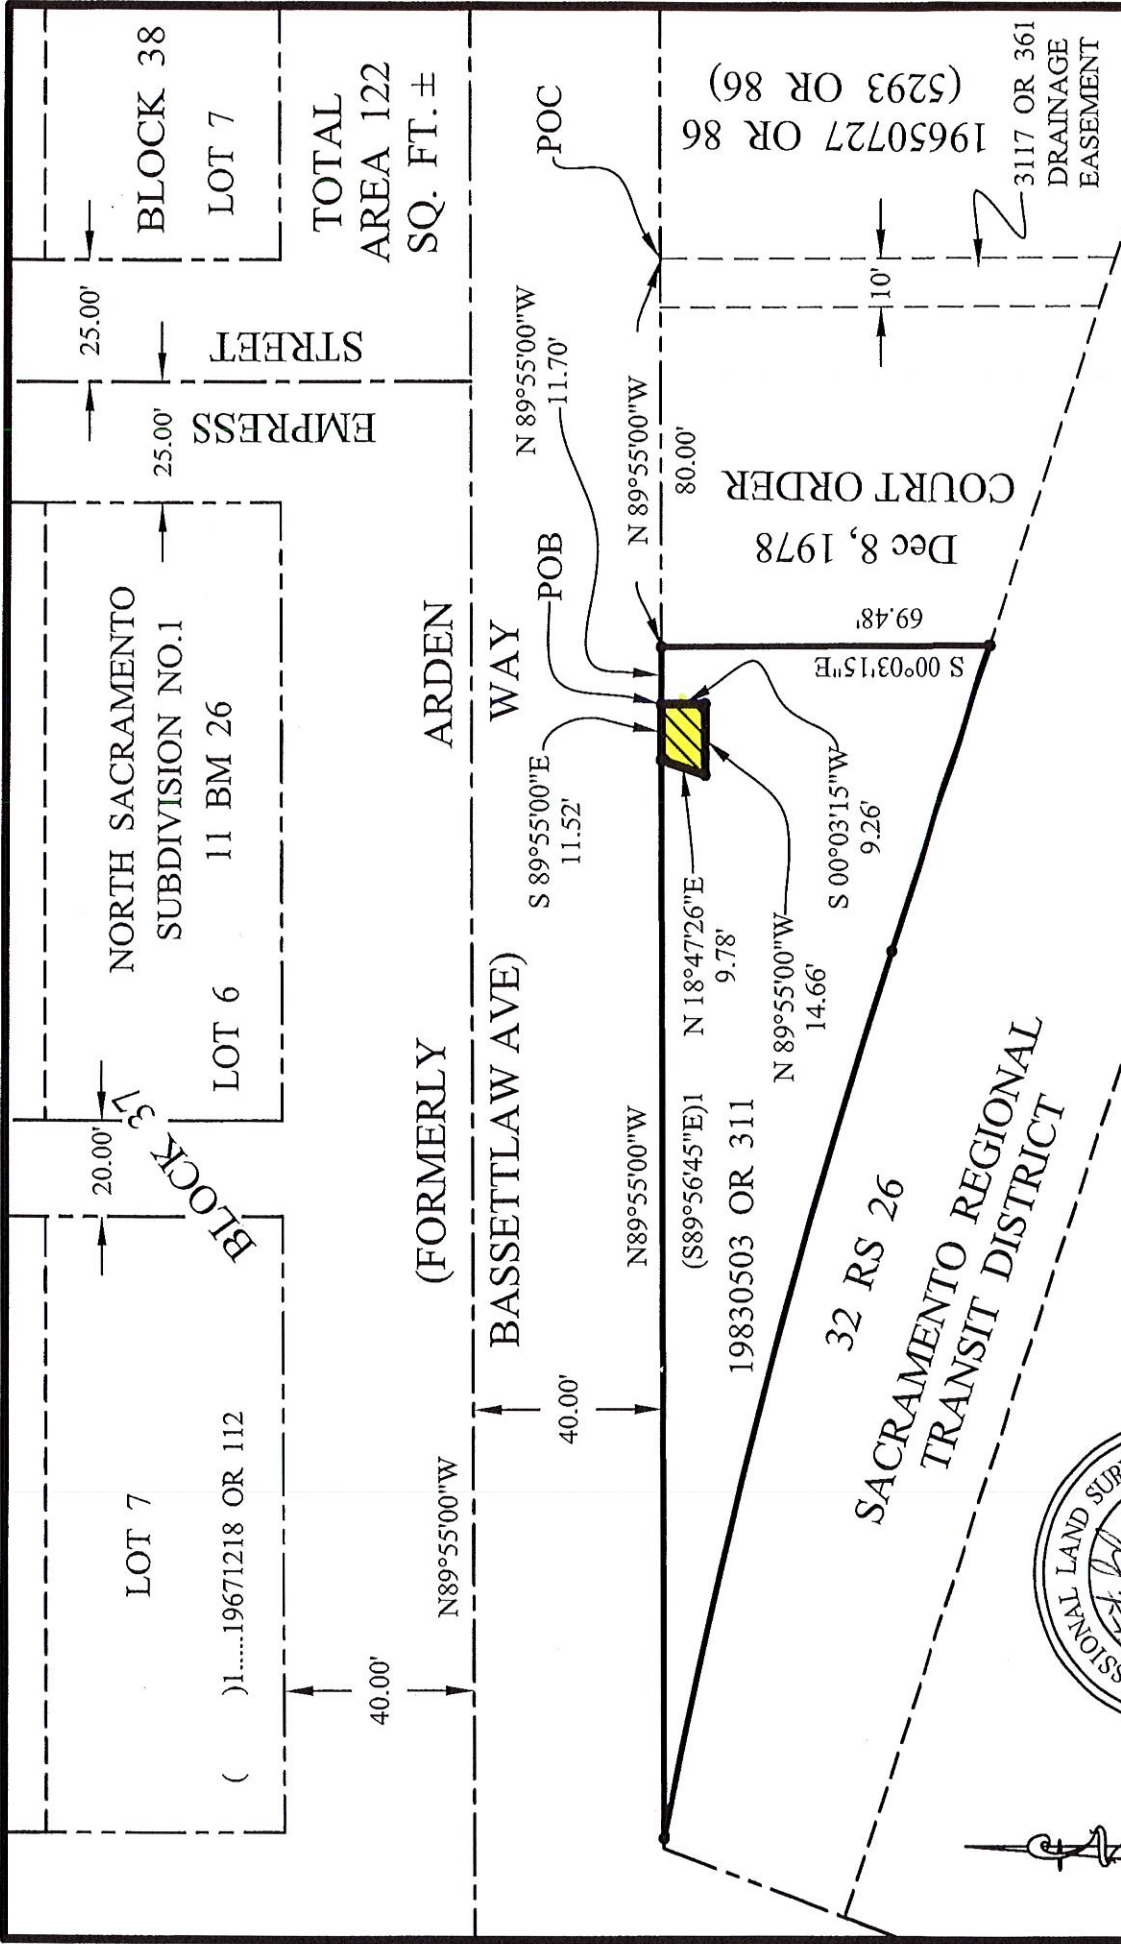 BLOCK 38
LOT 7
TOTAL
AREA 122
SQ. FT. ±
25.00'
EMPRESS
STREET
25.00'
NORTH SACRAMENTO
SUBDIVISION NO.1
11 BM 26
LOT 6
20.00'
BLOCK 37
LOT 7
( )1.....19671218 OR 112
40.00'
N89°55'00"W
(FORMERLY
BASSETTLAW AVE)
ARDEN
WAY
40.00'
POC
POB
N 89°55'00"W
11.70'
N 89°55'00"W
80.00'
S 89°55'00"E
11.52'
N 18°47'26"E
9.78'
N 89°55'00"W
14.66'
S 00°03'15"W
9.26'
S 00°03'15"E
69.48'
COURT ORDER
Dec 8, 1978
10'
19650727 OR 86
(5293 OR 86)
3117 OR 361
DRAINAGE
EASEMENT
N89°55'00"W
(S89°56'45"E)1
19830503 OR 311
32 RS 26
SACRAMENTO REGIONAL
TRANSIT DISTRICT
SSIONAL LAND SUR